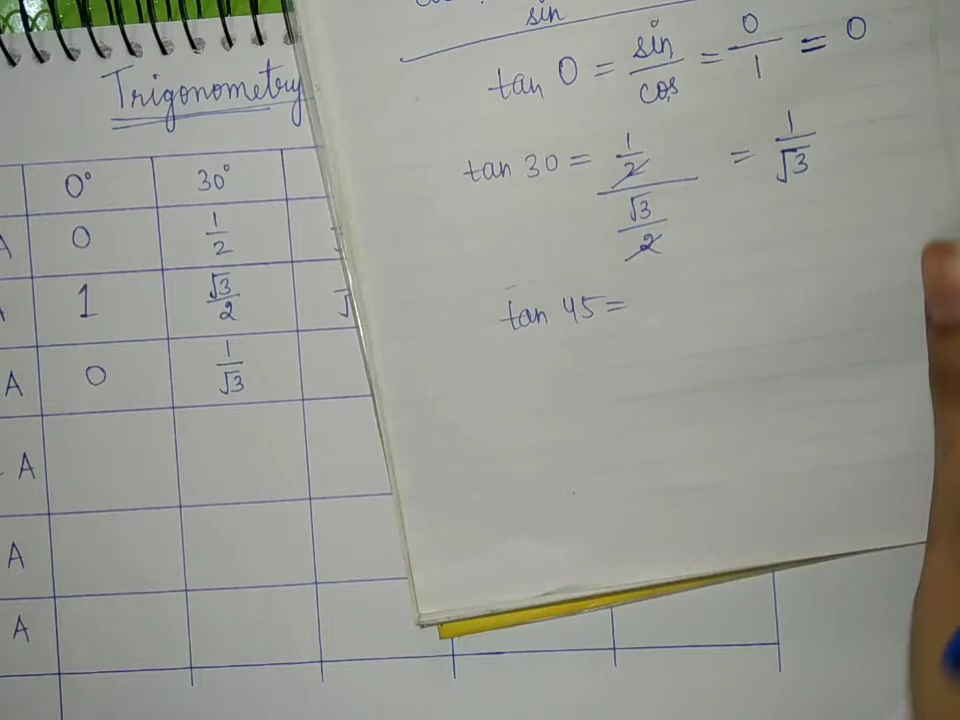 Trigonometry
0° 30°
A 0 1/2
1 √3/2 √
A 0 1/√3
A
A
A
sin
tan 0 = sin/cos = 0/1 = 0
tan 30 = (1/2)/(√3/2) = 1/√3
tan 45 =